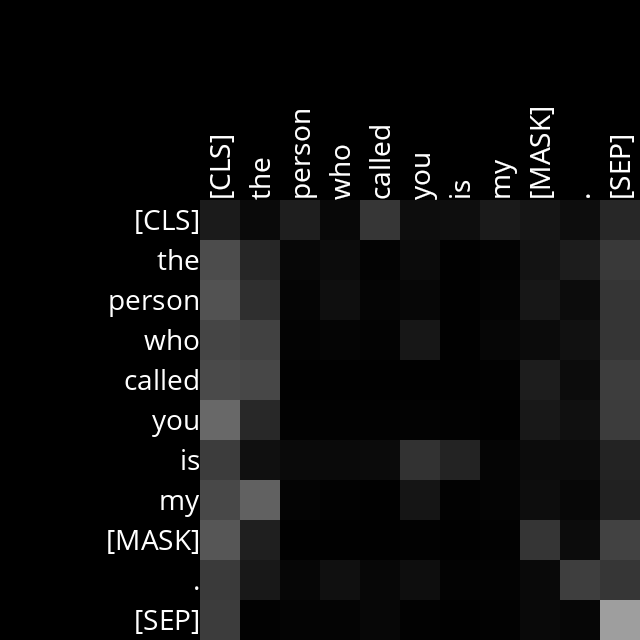 [CLS] the person who called you is my [MASK] . [SEP]
[CLS]
the
person
who
called
you
is
my
[MASK]
.
[SEP]